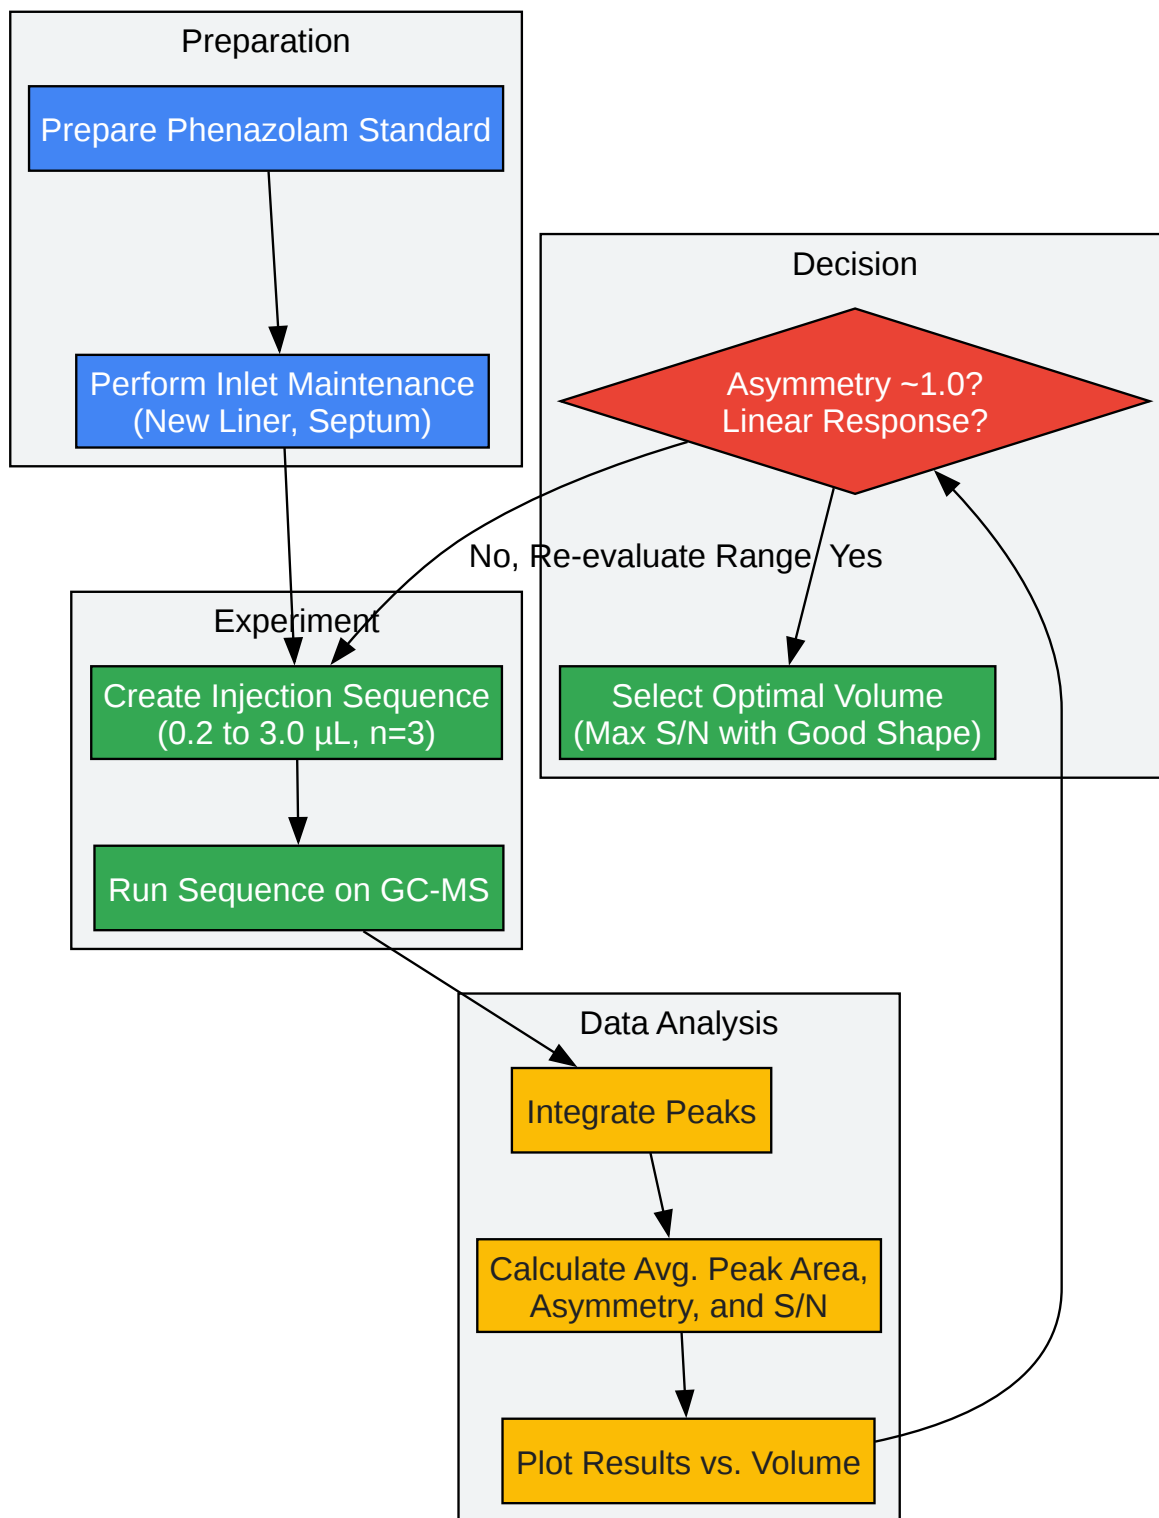 Preparation
Prepare Phenazolam Standard
Perform Inlet Maintenance
(New Liner, Septum)
Decision
Asymmetry ~1.0?
Linear Response?
No, Re-evaluate Range
Yes
Experiment
Create Injection Sequence
(0.2 to 3.0 µL, n=3)
Select Optimal Volume
(Max S/N with Good Shape)
Run Sequence on GC-MS
Data Analysis
Integrate Peaks
Calculate Avg. Peak Area,
Asymmetry, and S/N
Plot Results vs. Volume